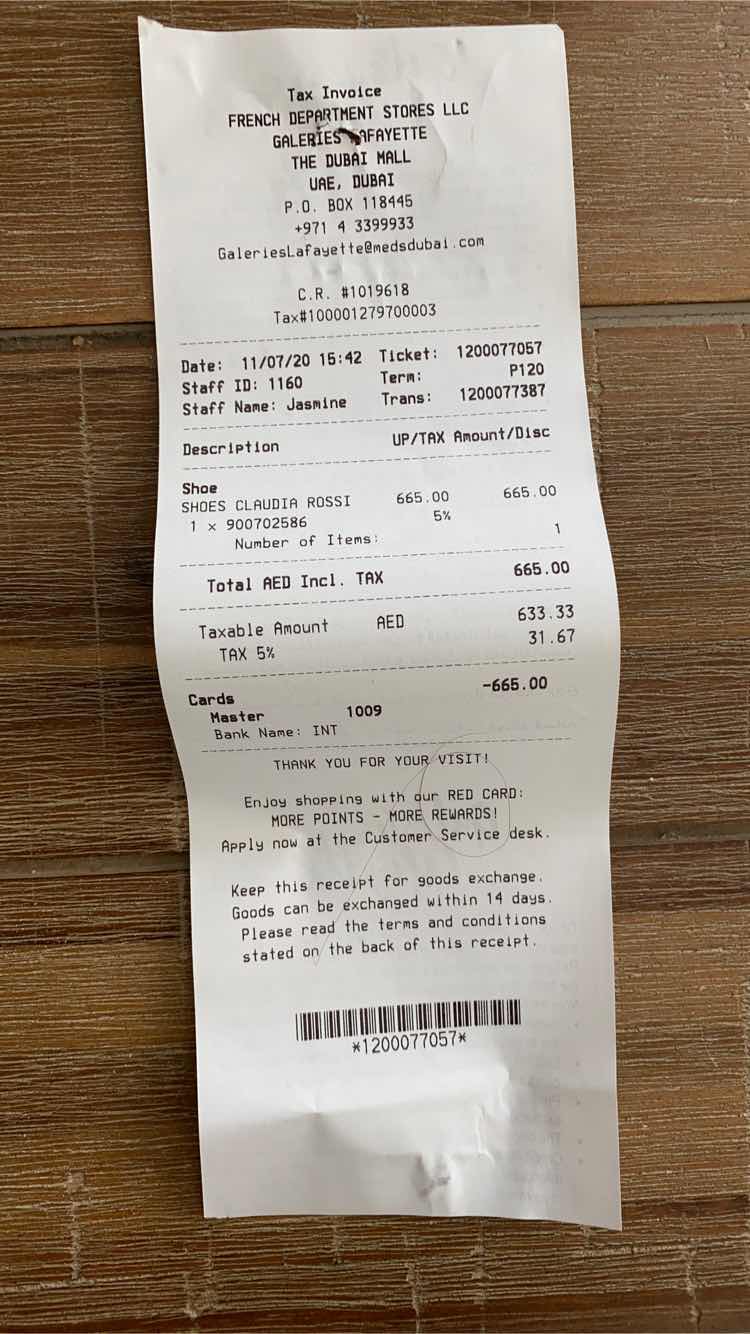 Tax Invoice
FRENCH DEPARTMENT STORES LLC
GALERIES LAFAYETTE
THE DUBAI MALL
UAE, DUBAI
P.O. BOX 118445
+971 4 3399933
GaleriesLafayette@medsdubai.com
C.R. #1019618
Tax#100001279700003
Date: 11/07/20 15:42 Ticket: 1200077057
Staff ID: 1160 Term: P120
Staff Name: Jasmine Trans: 1200077387
Description UP/TAX Amount/Disc
Shoe
SHOES CLAUDIA ROSSI 665.00 665.00
1 x 900702586 5%
Number of Items: 1
Total AED Incl. TAX 665.00
Taxable Amount AED 633.33
TAX 5% 31.67
Cards -665.00
Master 1009
Bank Name: INT
THANK YOU FOR YOUR VISIT!
Enjoy shopping with our RED CARD:
MORE POINTS - MORE REWARDS!
Apply now at the Customer Service desk.
Keep this receipt for goods exchange.
Goods can be exchanged within 14 days.
Please read the terms and conditions
stated on the back of this receipt.
*1200077057*